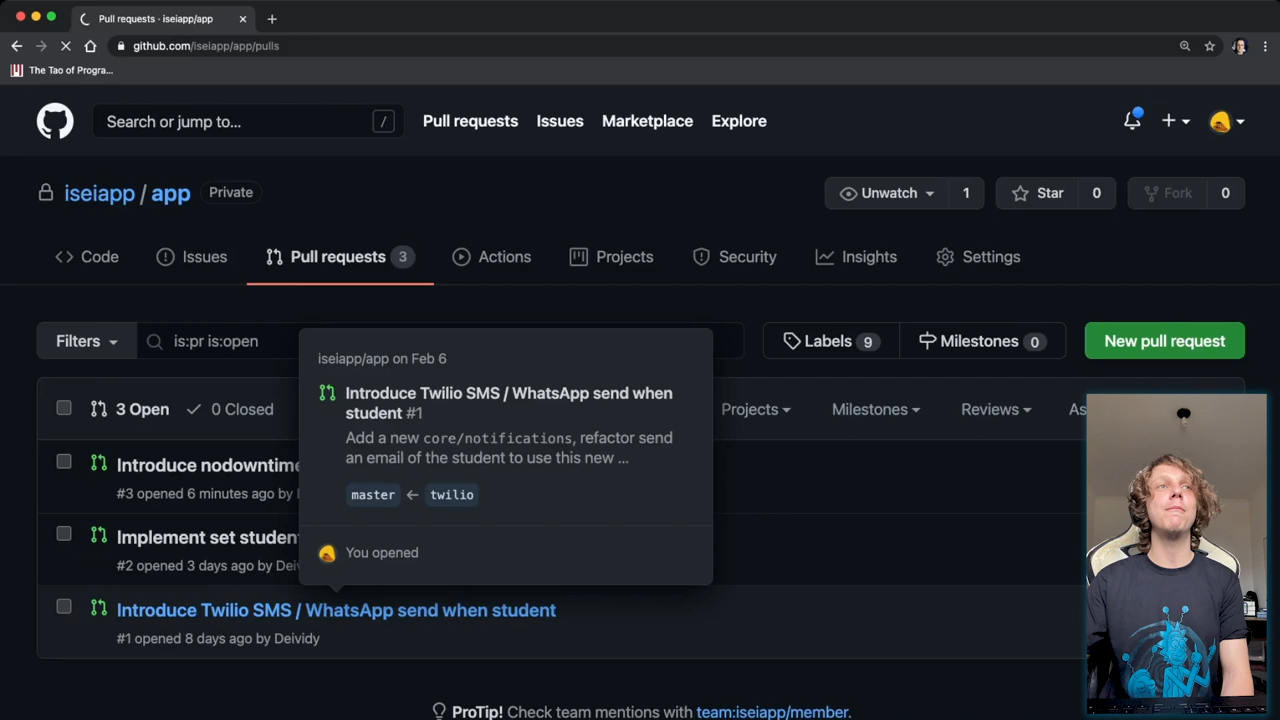 Pull requests · iseiapp/app
github.com/iseiapp/app/pulls
The Tao of Progra...
Search or jump to... /
Pull requests Issues Marketplace Explore
iseiapp / app Private
Unwatch 1 Star 0 Fork 0
Code Issues Pull requests 3 Actions Projects Security Insights Settings
Filters is:pr is:open Labels 9 Milestones 0 New pull request
iseiapp/app on Feb 6
Introduce Twilio SMS / WhatsApp send when
student #1
Add a new core/notifications, refactor send
an email of the student to use this new ...
master ← twilio
You opened
3 Open 0 Closed Projects Milestones Reviews As
Introduce nodowntime
#3 opened 6 minutes ago by
Implement set studen
#2 opened 3 days ago by Dei
Introduce Twilio SMS / WhatsApp send when student
#1 opened 8 days ago by Deividy
ProTip! Check team mentions with team:iseiapp/member.